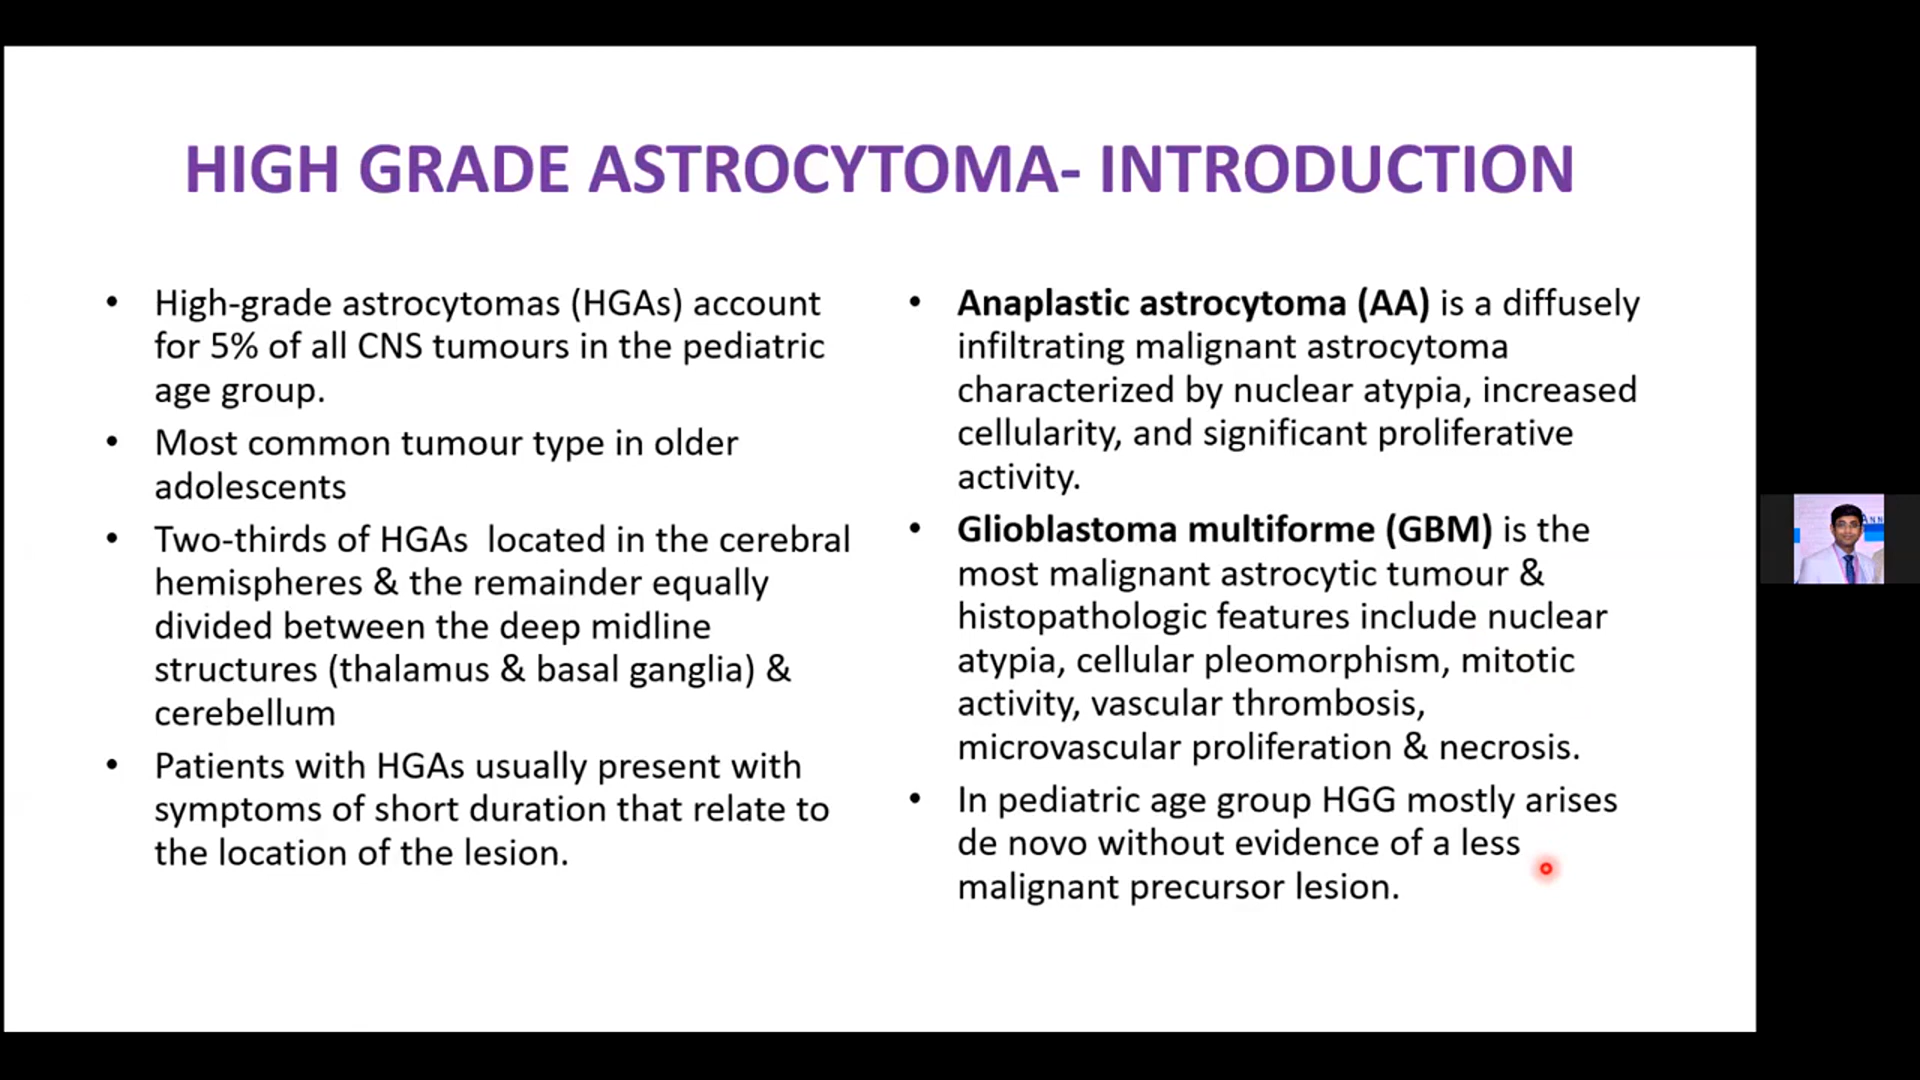 HIGH GRADE ASTROCYTOMA- INTRODUCTION
• High-grade astrocytomas (HGAs) account
for 5% of all CNS tumours in the pediatric
age group.
• Most common tumour type in older
adolescents
• Two-thirds of HGAs located in the cerebral
hemispheres & the remainder equally
divided between the deep midline
structures (thalamus & basal ganglia) &
cerebellum
• Patients with HGAs usually present with
symptoms of short duration that relate to
the location of the lesion.
• Anaplastic astrocytoma (AA) is a diffusely
infiltrating malignant astrocytoma
characterized by nuclear atypia, increased
cellularity, and significant proliferative
activity.
• Glioblastoma multiforme (GBM) is the
most malignant astrocytic tumour &
histopathologic features include nuclear
atypia, cellular pleomorphism, mitotic
activity, vascular thrombosis,
microvascular proliferation & necrosis.
• In pediatric age group HGG mostly arises
de novo without evidence of a less
malignant precursor lesion.